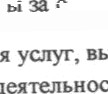 ы за
я услуг, вы
деятельнос